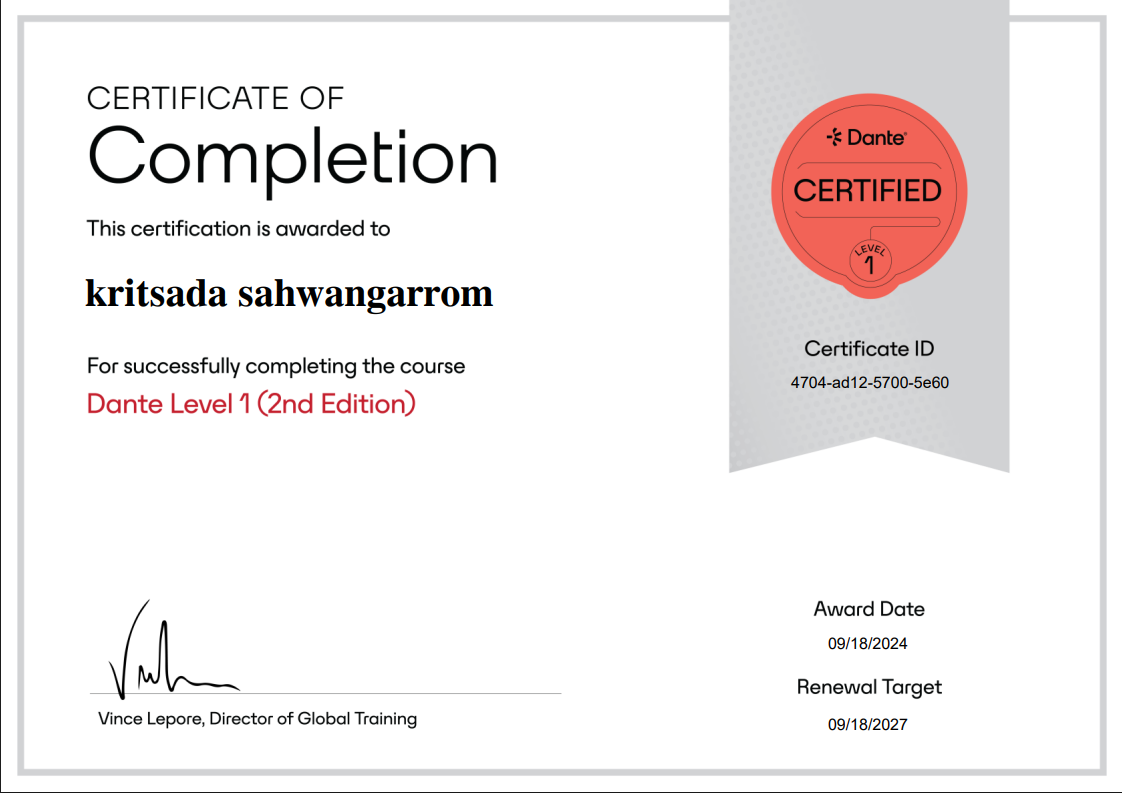 CERTIFICATE OF
Completion
This certification is awarded to
kritsada sahwangarrom
For successfully completing the course
Dante Level 1 (2nd Edition)
Dante®
CERTIFIED
LEVEL
1
Certificate ID
4704-ad12-5700-5e60
Vince Lepore, Director of Global Training
Award Date
09/18/2024
Renewal Target
09/18/2027